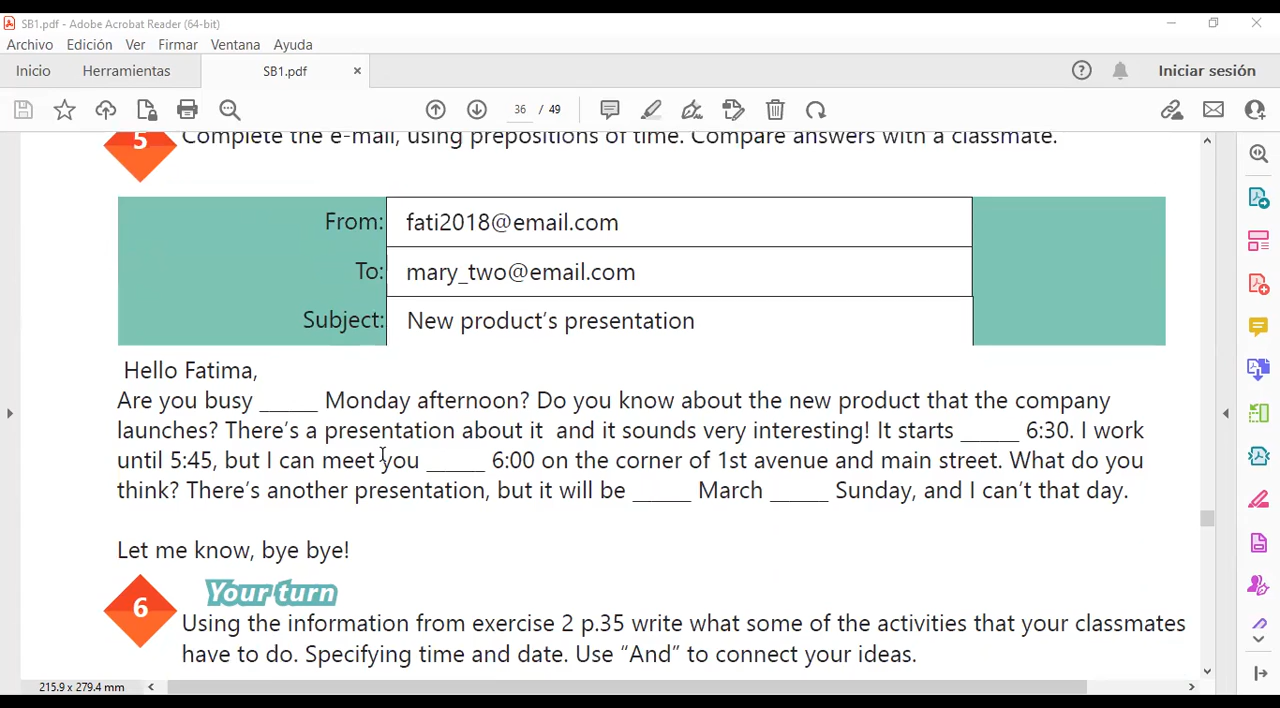 SB1.pdf - Adobe Acrobat Reader (64-bit)
Archivo Edición Ver Firmar Ventana Ayuda
Inicio Herramientas SB1.pdf × Iniciar sesión
36 / 49
5 Complete the e-mail, using prepositions of time. Compare answers with a classmate.
From: fati2018@email.com
To: mary_two@email.com
Subject: New product's presentation
Hello Fatima,
Are you busy ______ Monday afternoon? Do you know about the new product that the company
launches? There's a presentation about it and it sounds very interesting! It starts ______ 6:30. I work
until 5:45, but I can meet you ______ 6:00 on the corner of 1st avenue and main street. What do you
think? There's another presentation, but it will be ______ March ______ Sunday, and I can't that day.
Let me know, bye bye!
6 Your turn
Using the information from exercise 2 p.35 write what some of the activities that your classmates
have to do. Specifying time and date. Use “And” to connect your ideas.
215.9 x 279.4 mm